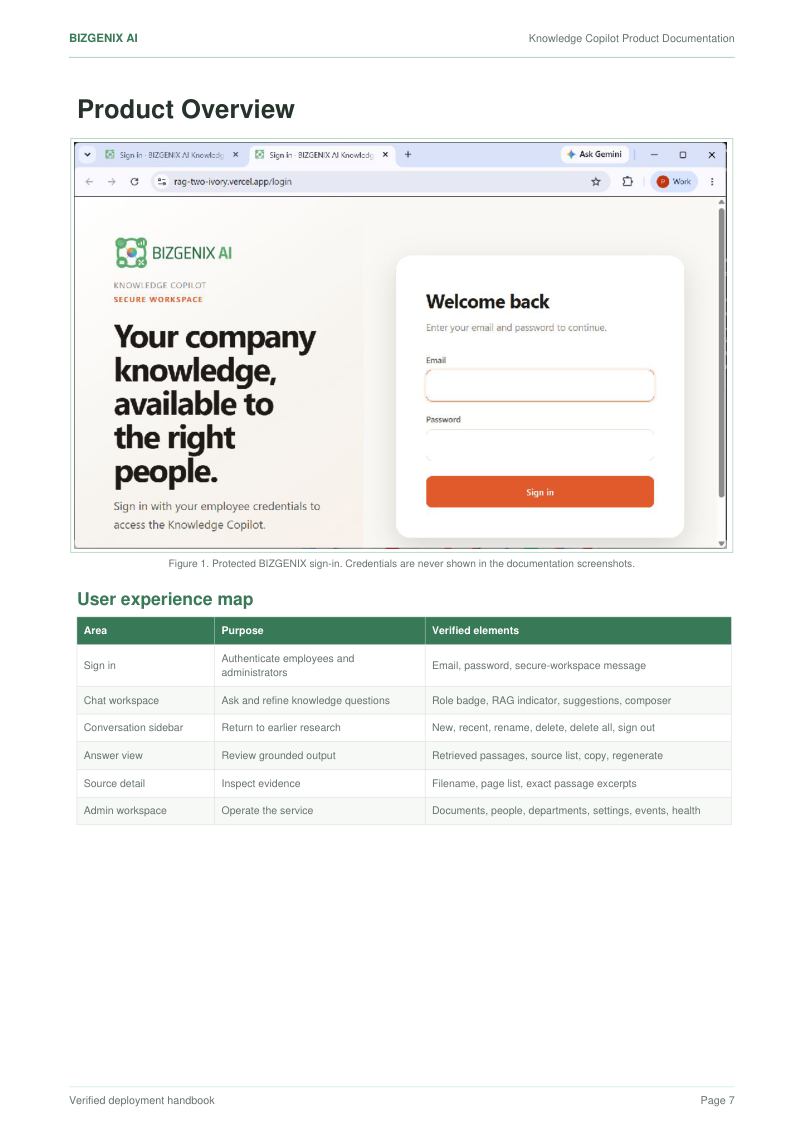 BIZGENIX AI
Knowledge Copilot Product Documentation
Product Overview
Sign in - BIZGENIX AI Knowledg
Sign in - BIZGENIX AI Knowledg
Ask Gemini
rag-two-ivory.vercel.app/login
P
Work
BIZGENIX AI
KNOWLEDGE COPILOT
SECURE WORKSPACE
Your company
knowledge,
available to
the right
people.
Sign in with your employee credentials to
access the Knowledge Copilot.
Welcome back
Enter your email and password to continue.
Email
Password
Sign in
Figure 1. Protected BIZGENIX sign-in. Credentials are never shown in the documentation screenshots.
User experience map
Area Purpose Verified elements
Sign in Authenticate employees and administrators Email, password, secure-workspace message
Chat workspace Ask and refine knowledge questions Role badge, RAG indicator, suggestions, composer
Conversation sidebar Return to earlier research New, recent, rename, delete, delete all, sign out
Answer view Review grounded output Retrieved passages, source list, copy, regenerate
Source detail Inspect evidence Filename, page list, exact passage excerpts
Admin workspace Operate the service Documents, people, departments, settings, events, health
Verified deployment handbook
Page 7